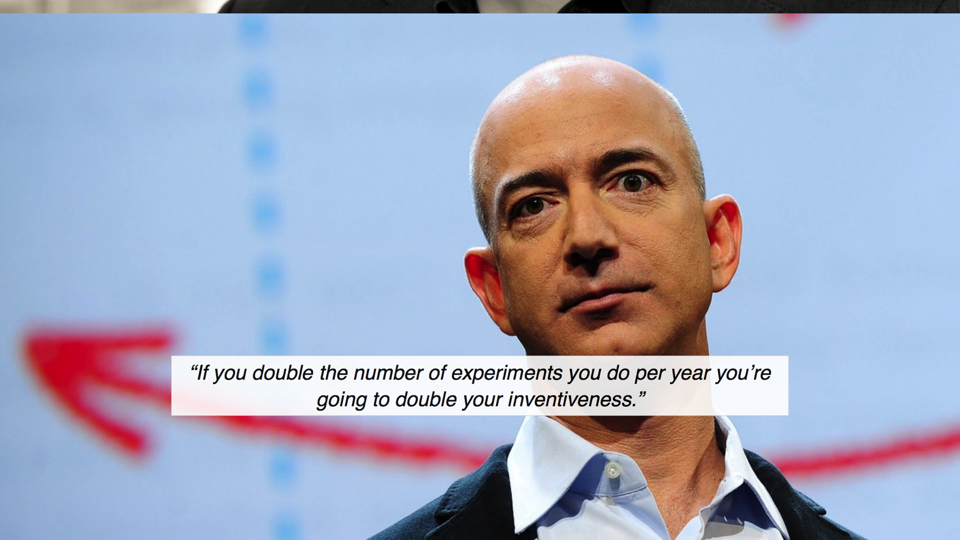 “If you double the number of experiments you do per year you’re
going to double your inventiveness.”